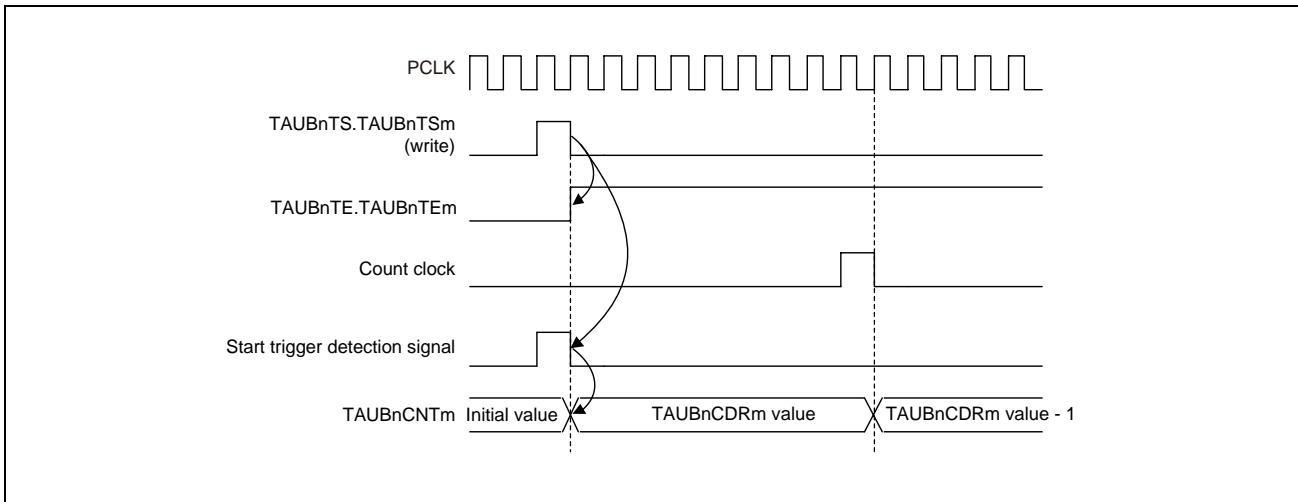 PCLK
TAUBnTS.TAUBnTSm
(write)
TAUBnTE.TAUBnTEm
Count clock
Start trigger detection signal
TAUBnCNTm Initial value TAUBnCDRm value TAUBnCDRm value - 1